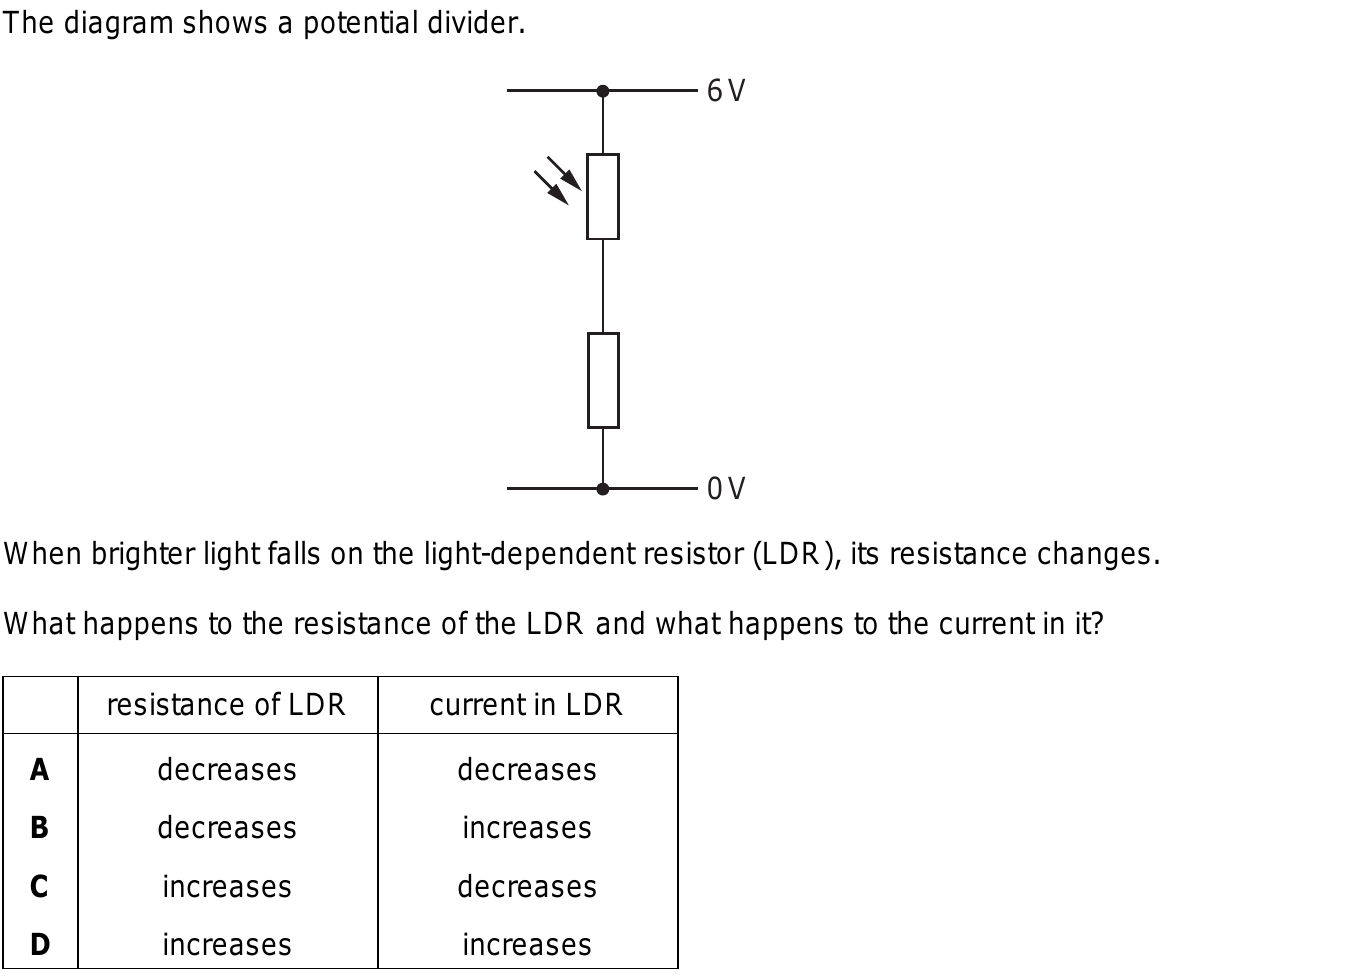 The diagram shows a potential divider.
6 V
0 V
When brighter light falls on the light-dependent resistor (LDR), its resistance changes.
What happens to the resistance of the LDR and what happens to the current in it?
resistance of LDR current in LDR
A decreases decreases
B decreases increases
C increases decreases
D increases increases